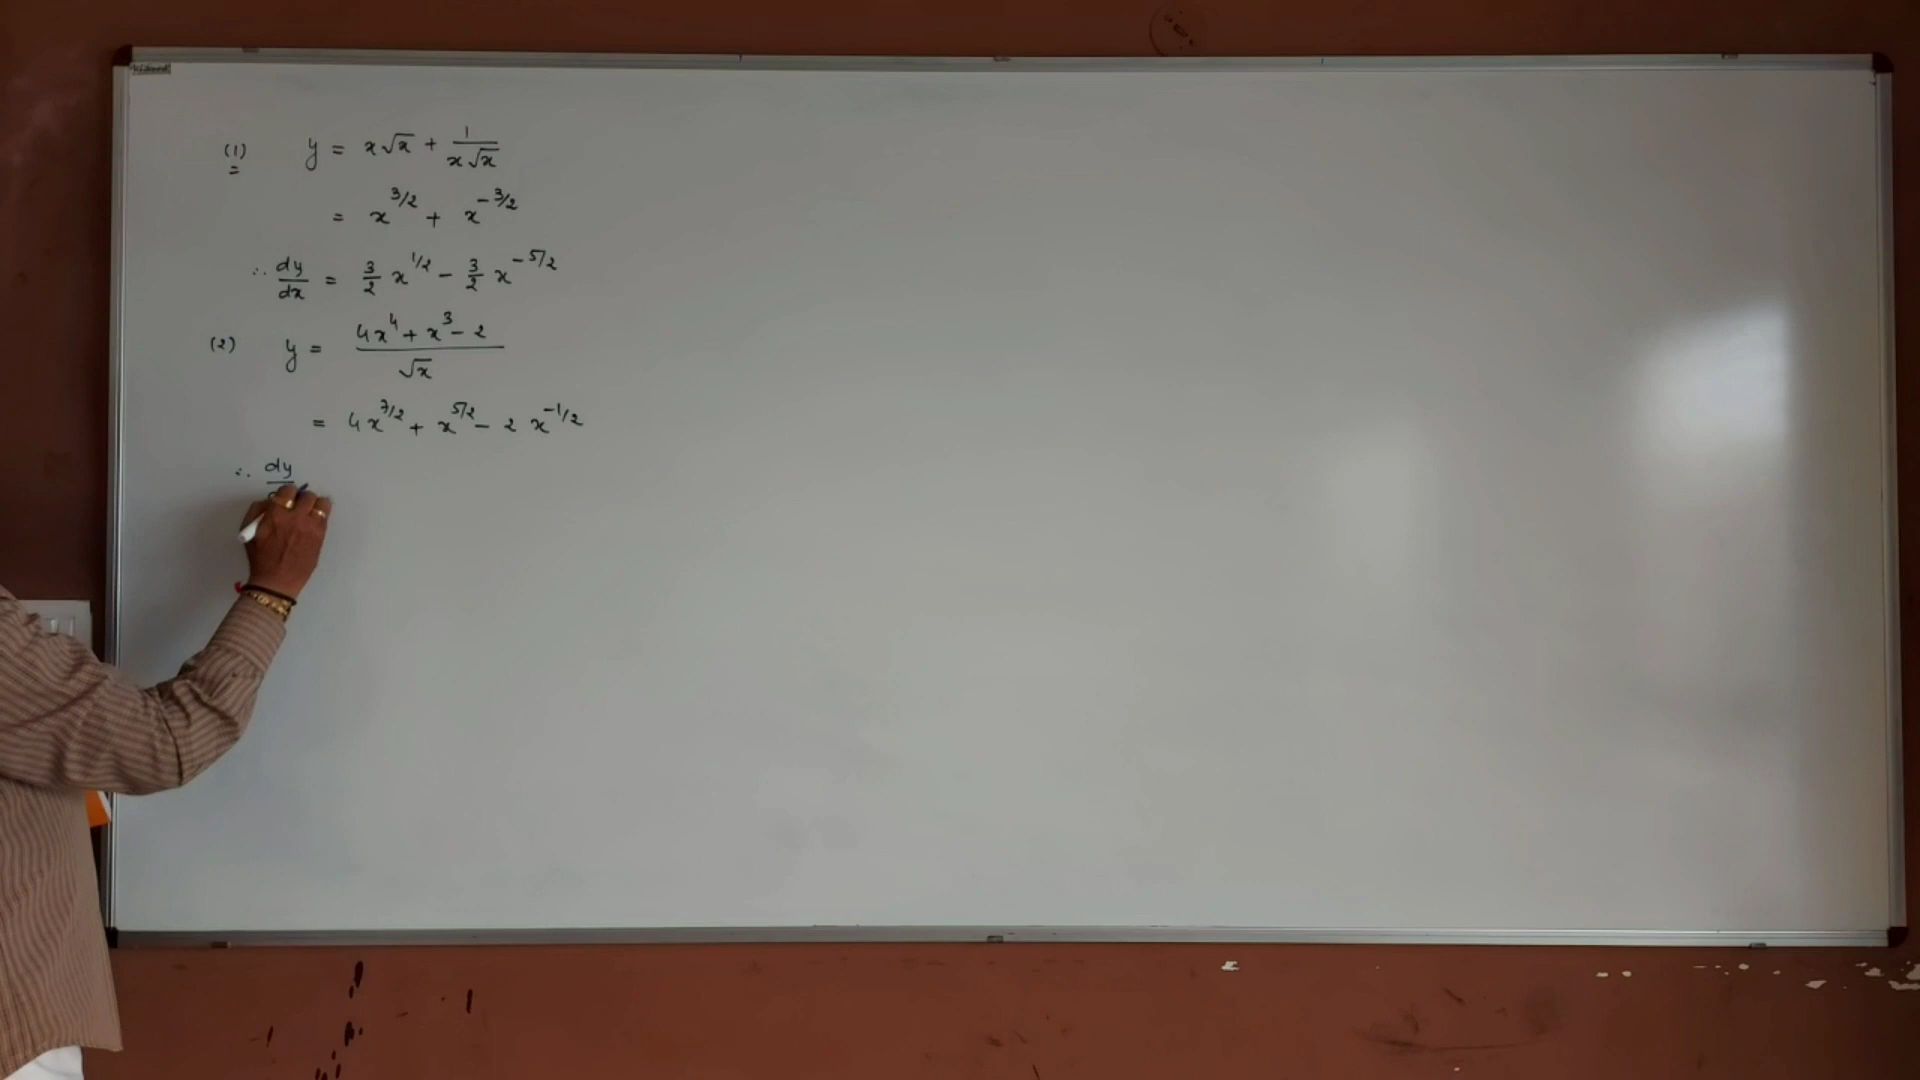 (1) y = x√x + 1/(x√x)
= x^{3/2} + x^{-3/2}
∴ dy/dx = 3/2 x^{1/2} - 3/2 x^{-5/2}
(2) y = (4x^4 + x^3 - 2)/√x
= 4x^{7/2} + x^{5/2} - 2 x^{-1/2}
∴ dy